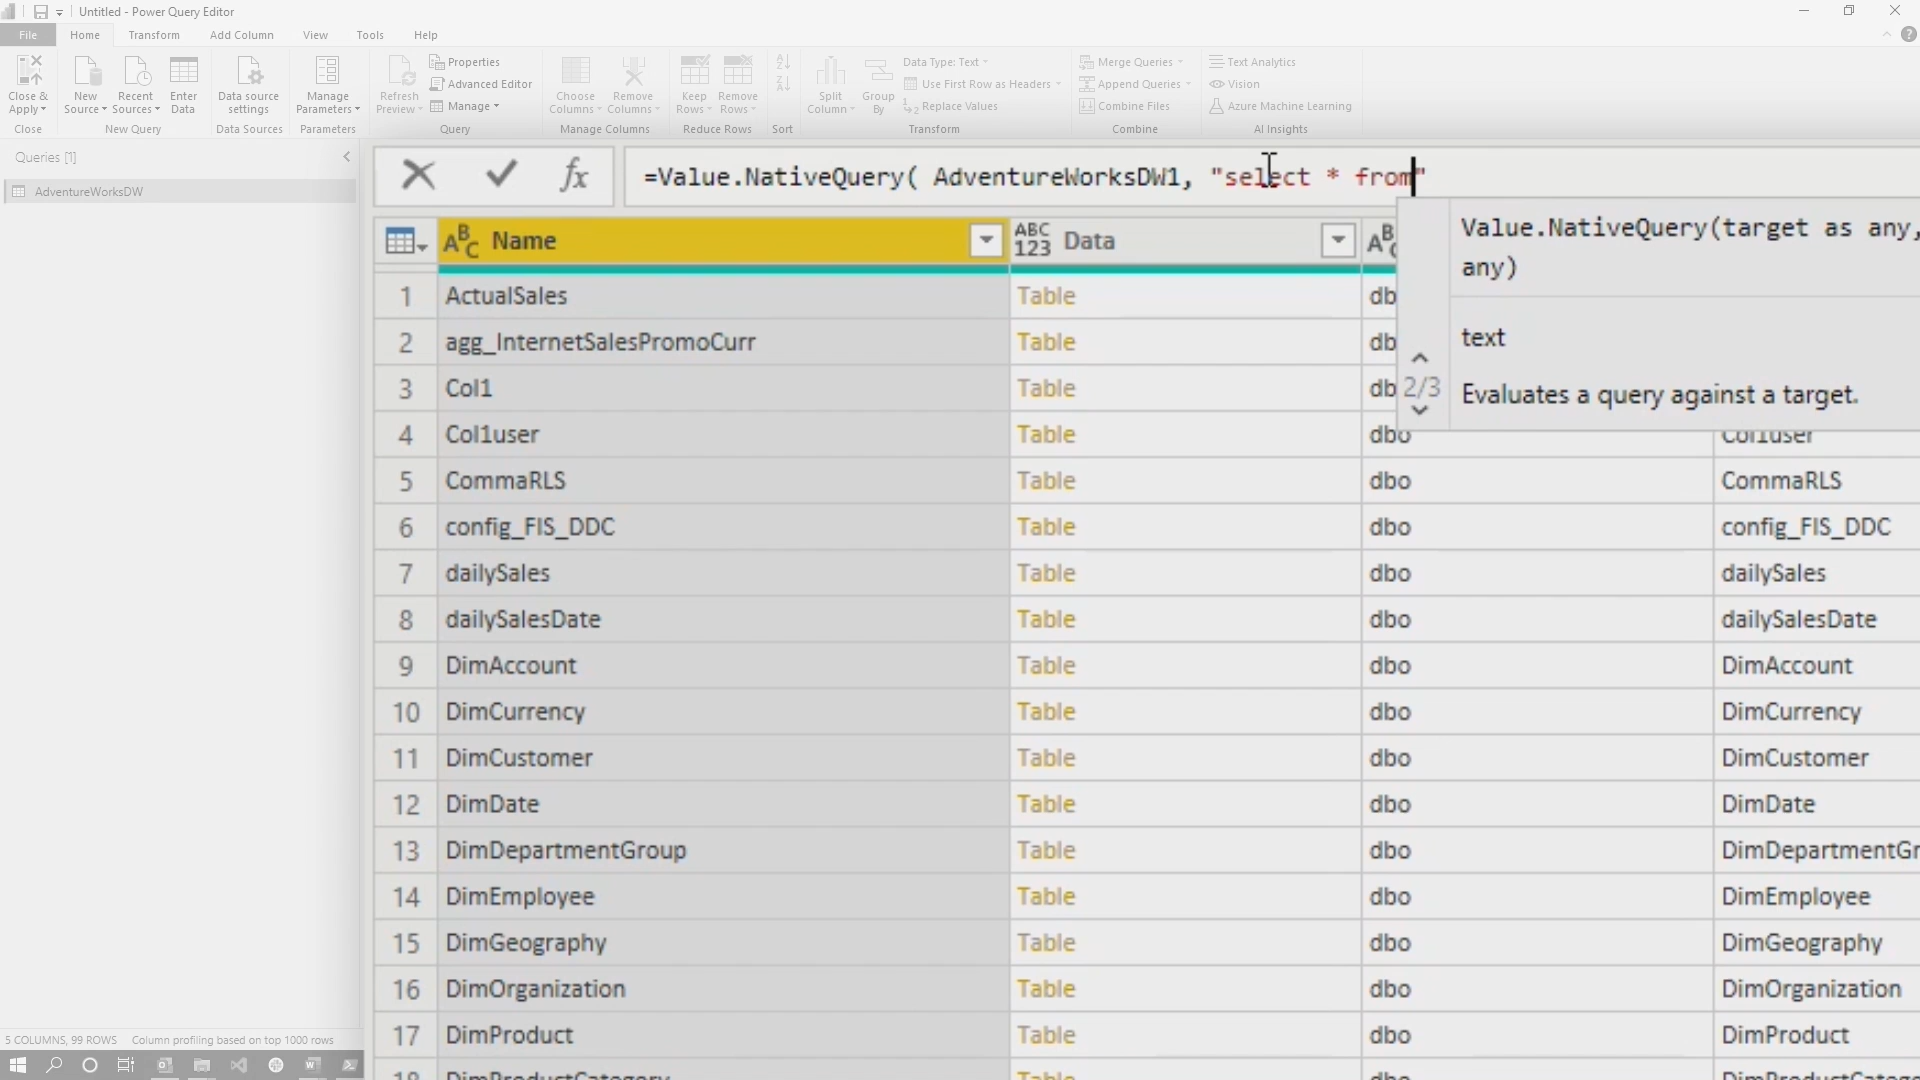 Untitled - Power Query Editor
File Home Transform Add Column View Tools Help
Close & Apply
New Source
Recent Sources
Enter Data
Data source settings
Manage Parameters
Refresh Preview
Properties
Advanced Editor
Manage
Choose Columns
Remove Columns
Keep Rows
Remove Rows
Split Column
Group By
Data Type: Text
Use First Row as Headers
Replace Values
Merge Queries
Append Queries
Combine Files
Text Analytics
Vision
Azure Machine Learning
Close New Query Data Sources Parameters Query Manage Columns Reduce Rows Sort Transform Combine AI Insights
Queries [1]
AdventureWorksDW
=Value.NativeQuery( AdventureWorksDW1, "select * from"
Value.NativeQuery(target as any,
any)
text
2/3
Evaluates a query against a target.
ABC Name ABC 123 Data
1 ActualSales Table
2 agg_InternetSalesPromoCurr Table
3 Col1 Table
4 Col1user Table dbo Col1user
5 CommaRLS Table dbo CommaRLS
6 config_FIS_DDC Table dbo config_FIS_DDC
7 dailySales Table dbo dailySales
8 dailySalesDate Table dbo dailySalesDate
9 DimAccount Table dbo DimAccount
10 DimCurrency Table dbo DimCurrency
11 DimCustomer Table dbo DimCustomer
12 DimDate Table dbo DimDate
13 DimDepartmentGroup Table dbo DimDepartmentGr
14 DimEmployee Table dbo DimEmployee
15 DimGeography Table dbo DimGeography
16 DimOrganization Table dbo DimOrganization
17 DimProduct Table dbo DimProduct
5 COLUMNS, 99 ROWS Column profiling based on top 1000 rows